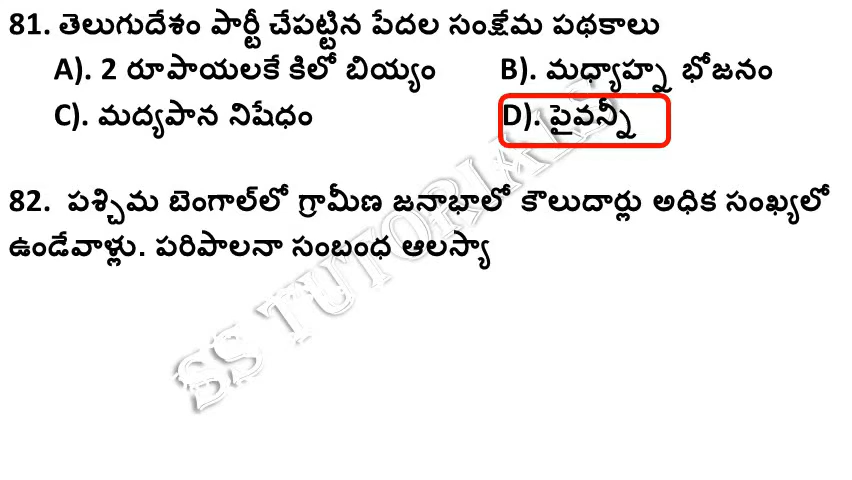 81. తెలుగుదేశం పార్టీ చేపట్టిన పేదల సంక్షేమ పథకాలు
A). 2 రూపాయలకే కిలో బియ్యం B). మధ్యాహ్న భోజనం
C). మద్యపాన నిషేధం D). పైవన్నీ
82. పశ్చిమ బెంగాల్‌లో గ్రామీణ జనాభాలో కౌలుదార్లు అధిక సంఖ్యలో
ఉండేవాళ్లు. పరిపాలనా సంబంధ ఆలస్యా
SS TUTORIALS